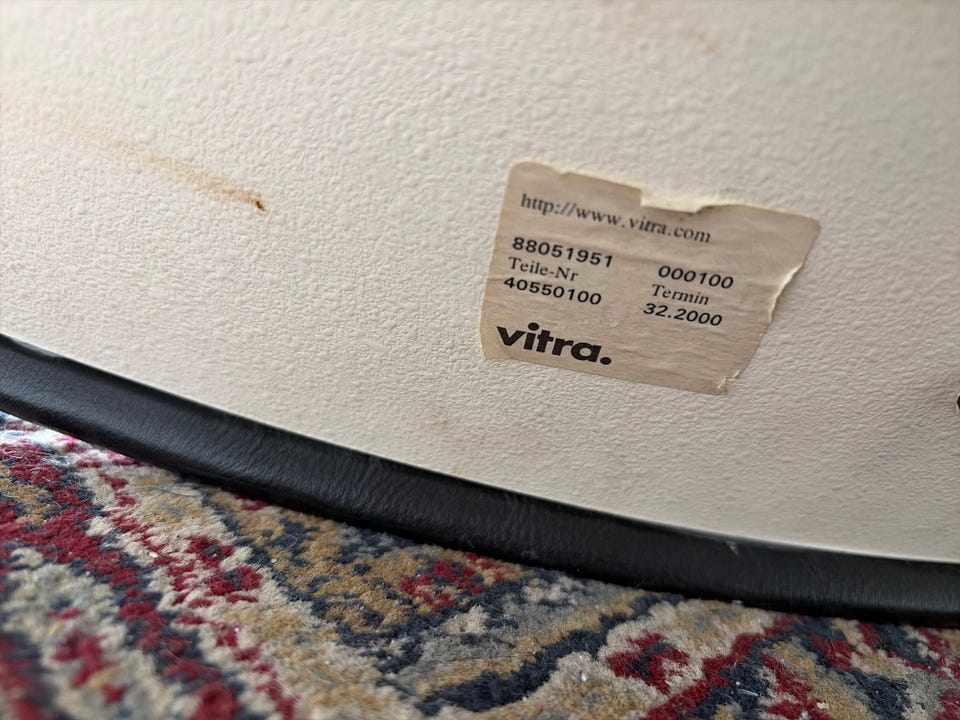 http://www.vitra.com
88051951 000100
Teile-Nr Termin
40550100 32.2000
vitra.